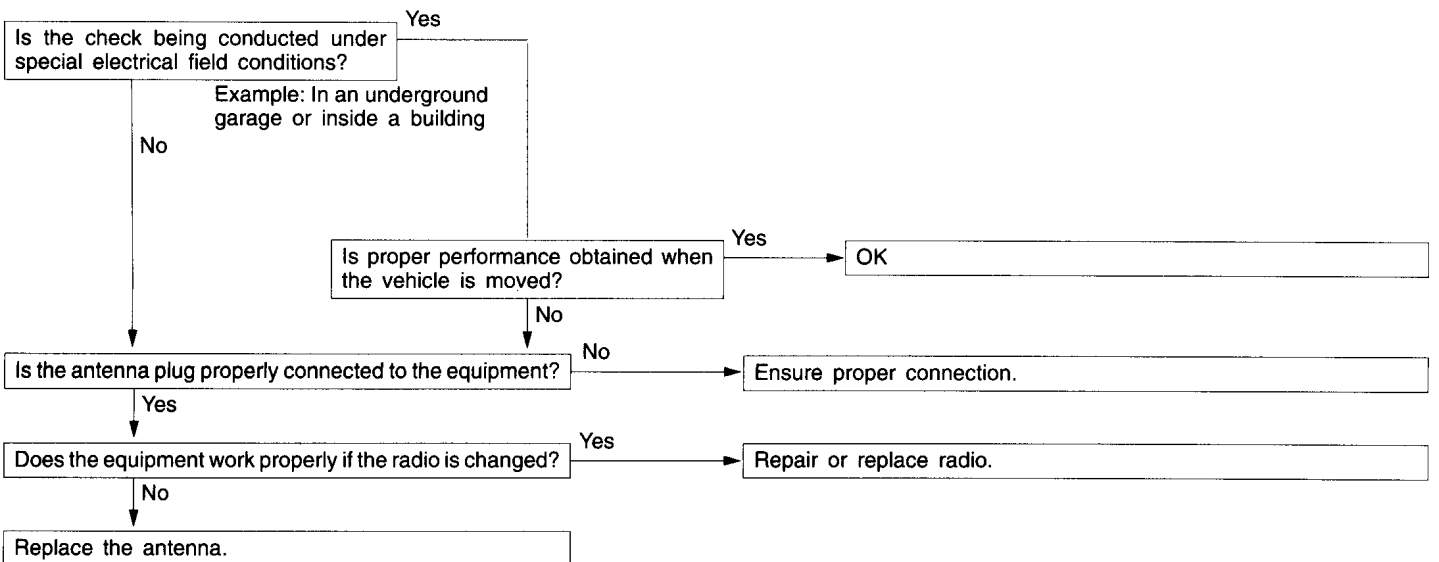 Yes
Is the check being conducted under
special electrical field conditions?
Example: In an underground
garage or inside a building
No
Is proper performance obtained when
the vehicle is moved?
Yes
OK
No
Is the antenna plug properly connected to the equipment?
No
Ensure proper connection.
Yes
Does the equipment work properly if the radio is changed?
Yes
Repair or replace radio.
No
Replace the antenna.